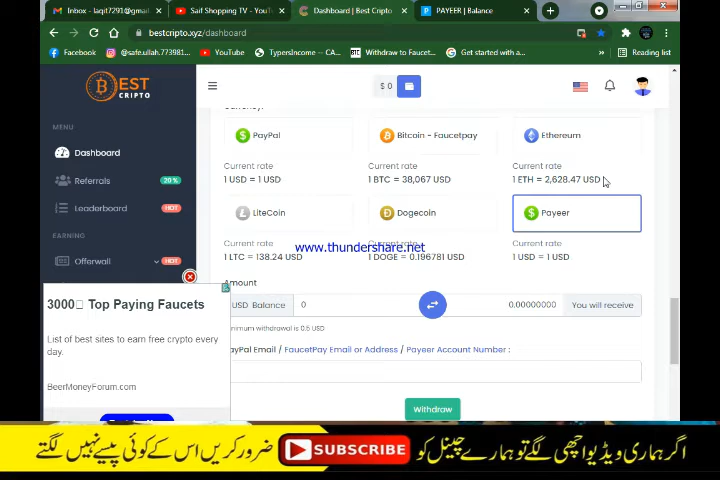 Inbox - laqit7291@gmail
Saif Shopping TV - YouTu
Dashboard | Best Cripto
PAYEER | Balance
bestcripto.xyz/dashboard
Facebook
@safe.ullah.773981...
YouTube
TypersIncome -- CA...
Withdraw to Faucet...
Get started with a...
Reading list
BEST
CRIPTO
$ 0
MENU
Dashboard
Referrals
20 %
Leaderboard
HOT
EARNING
Offerwall
HOT
PayPal
Bitcoin - Faucetpay
Ethereum
Current rate
Current rate
Current rate
1 USD = 1 USD
1 BTC = 38,067 USD
1 ETH = 2,628.47 USD
LiteCoin
Dogecoin
Payeer
Current rate
Current rate
www.thundershare.net
1 LTC = 138.24 USD
1 DOGE = 0.196781 USD
1 USD = 1 USD
Amount
USD Balance
0
0.00000000
You will receive
inimum withdrawal is 0.5 USD
ayPal Email / FaucetPay Email or Address / Payeer Account Number :
Withdraw
3000 Top Paying Faucets
List of best sites to earn free crypto every
day.
BeerMoneyForum.com
اگر ہماری ویڈیو اچھی لگے تو ہمارے چینل کو
SUBSCRIBE
ضرور کریں اس کے کوئی پیسے نہیں لگتے